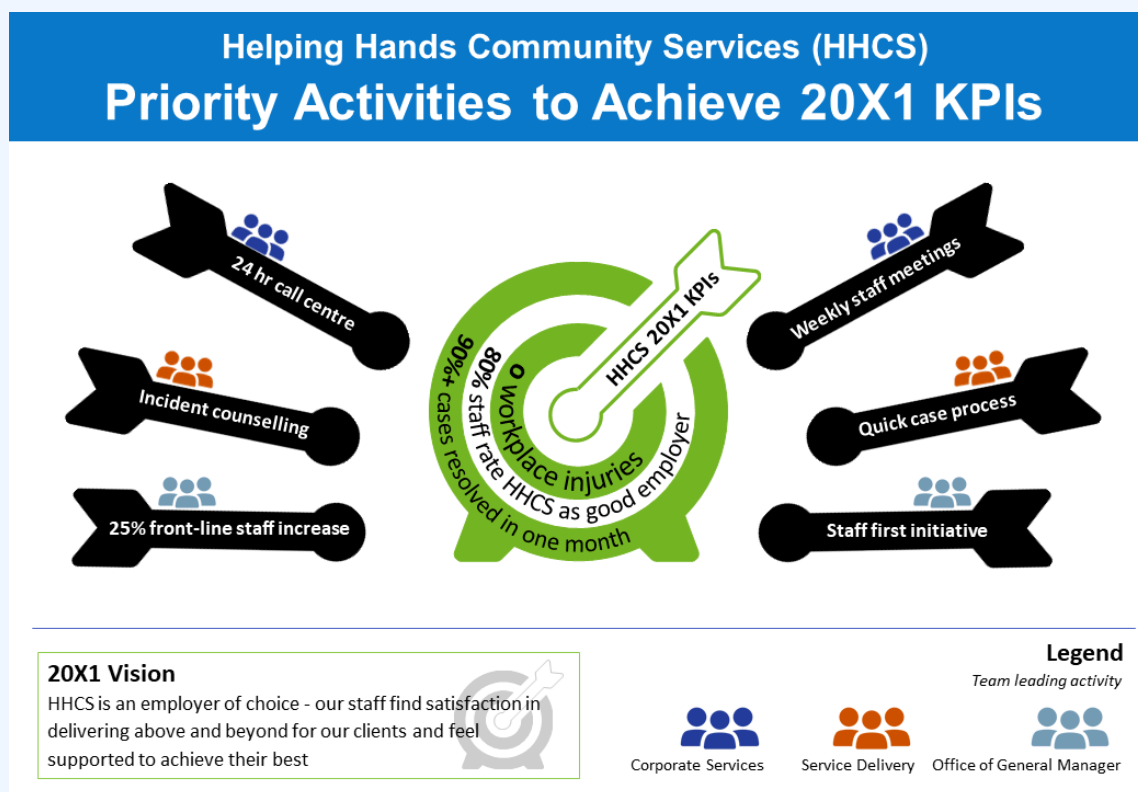 Helping Hands Community Services (HHCS)
Priority Activities to Achieve 20X1 KPIs
24 hr call centre
Incident counselling
25% front-line staff increase
HHCS 20X1 KPIs
0 workplace injuries
80% staff rate HHCS as good employer
90%+ cases resolved in one month
Weekly staff meetings
Quick case process
Staff first initiative
20X1 Vision
HHCS is an employer of choice - our staff find satisfaction in
delivering above and beyond for our clients and feel
supported to achieve their best
Legend
Team leading activity
Corporate Services
Service Delivery
Office of General Manager